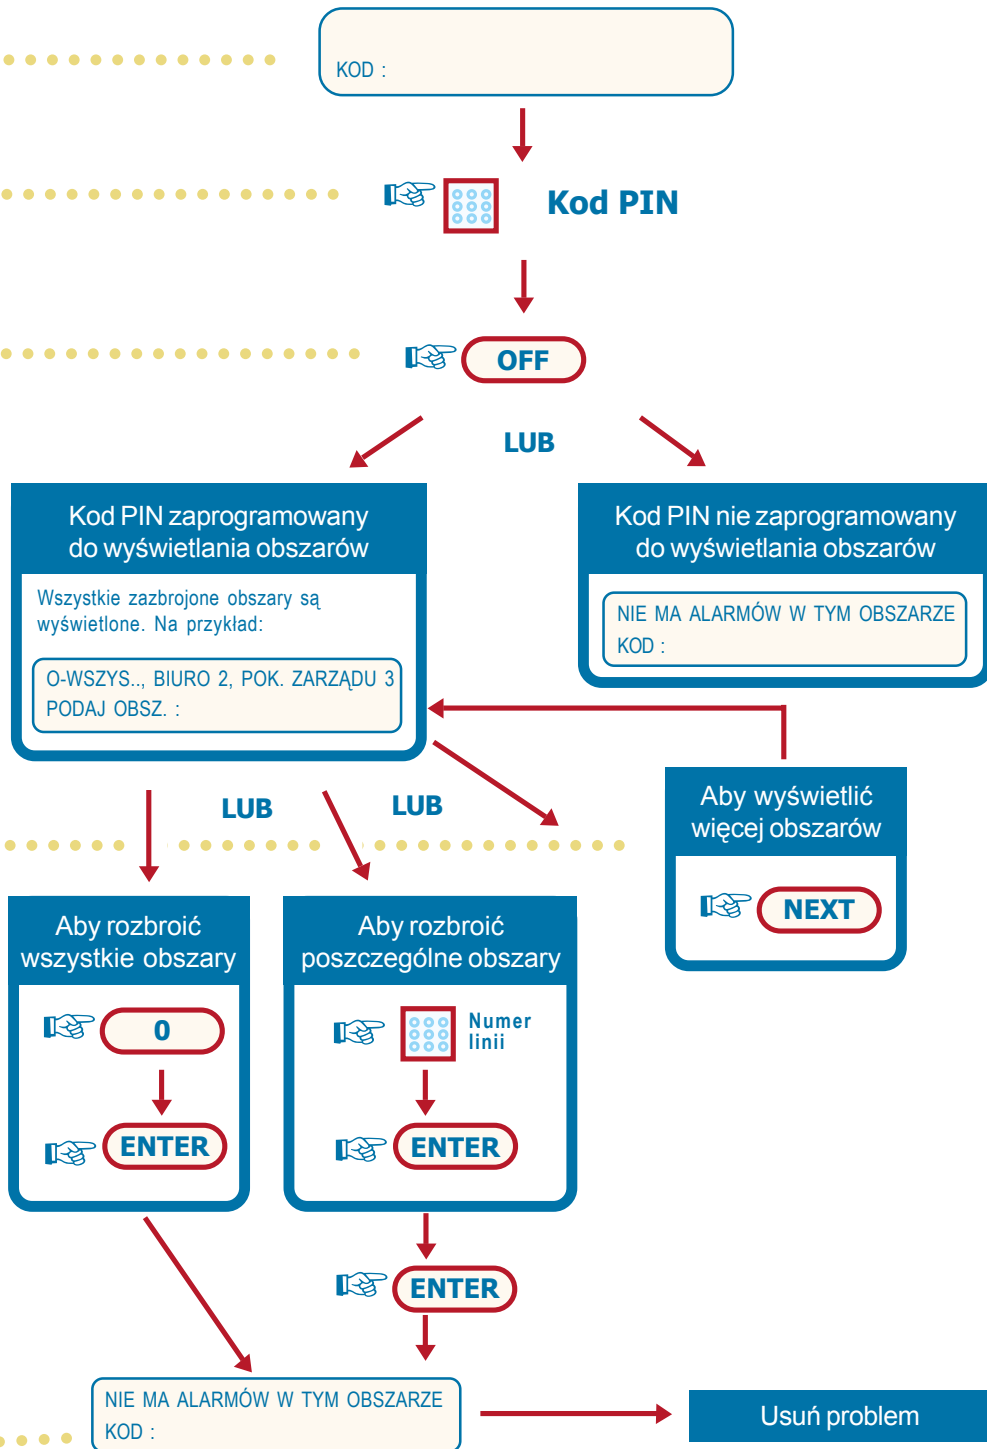 KOD :
Kod PIN
OFF
LUB
Kod PIN zaprogramowany
do wyświetlania obszarów
Wszystkie zazbrojone obszary są
wyświetlone. Na przykład:
O-WSZYS.., BIURO 2, POK. ZARZĄDU 3
PODAJ OBSZ. :
Kod PIN nie zaprogramowany
do wyświetlania obszarów
NIE MA ALARMÓW W TYM OBSZARZE
KOD :
LUB
LUB
Aby wyświetlić
więcej obszarów
NEXT
Aby rozbroić
wszystkie obszary
0
ENTER
Aby rozbroić
poszczególne obszary
Numer
linii
ENTER
ENTER
NIE MA ALARMÓW W TYM OBSZARZE
KOD :
Usuń problem